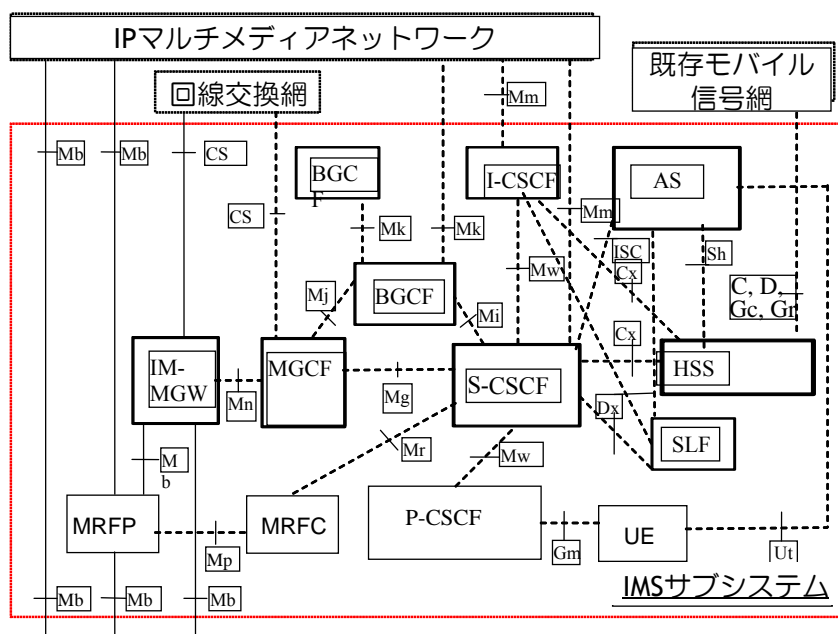 IPマルチメディアネットワーク
回線交換網
既存モバイル
信号網
Mm
Mb
Mb
CS
BGC
F
I-CSCF
AS
CS
Mk
Mk
Mm
ISC
Sh
Mw
Cx
C, D,
Gc, Gr
Mj
BGCF
Mi
Cx
IM-
MGW
MGCF
S-CSCF
HSS
Mn
Mg
Dx
Mr
Mw
SLF
M
b
MRFP
MRFC
P-CSCF
UE
Mp
Gm
Ut
Mb
Mb
Mb
IMSサブシステム